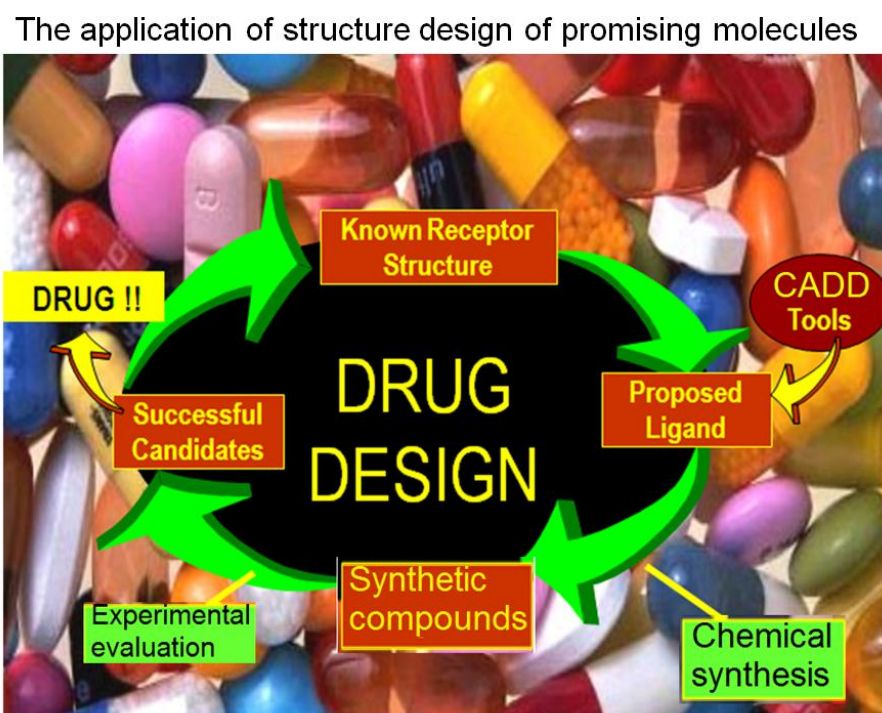 The application of structure design of promising molecules
Known Receptor
Structure
CADD
Tools
DRUG !!
DRUG
DESIGN
Proposed
Ligand
Successful
Candidates
Synthetic
compounds
Experimental
evaluation
Chemical
synthesis